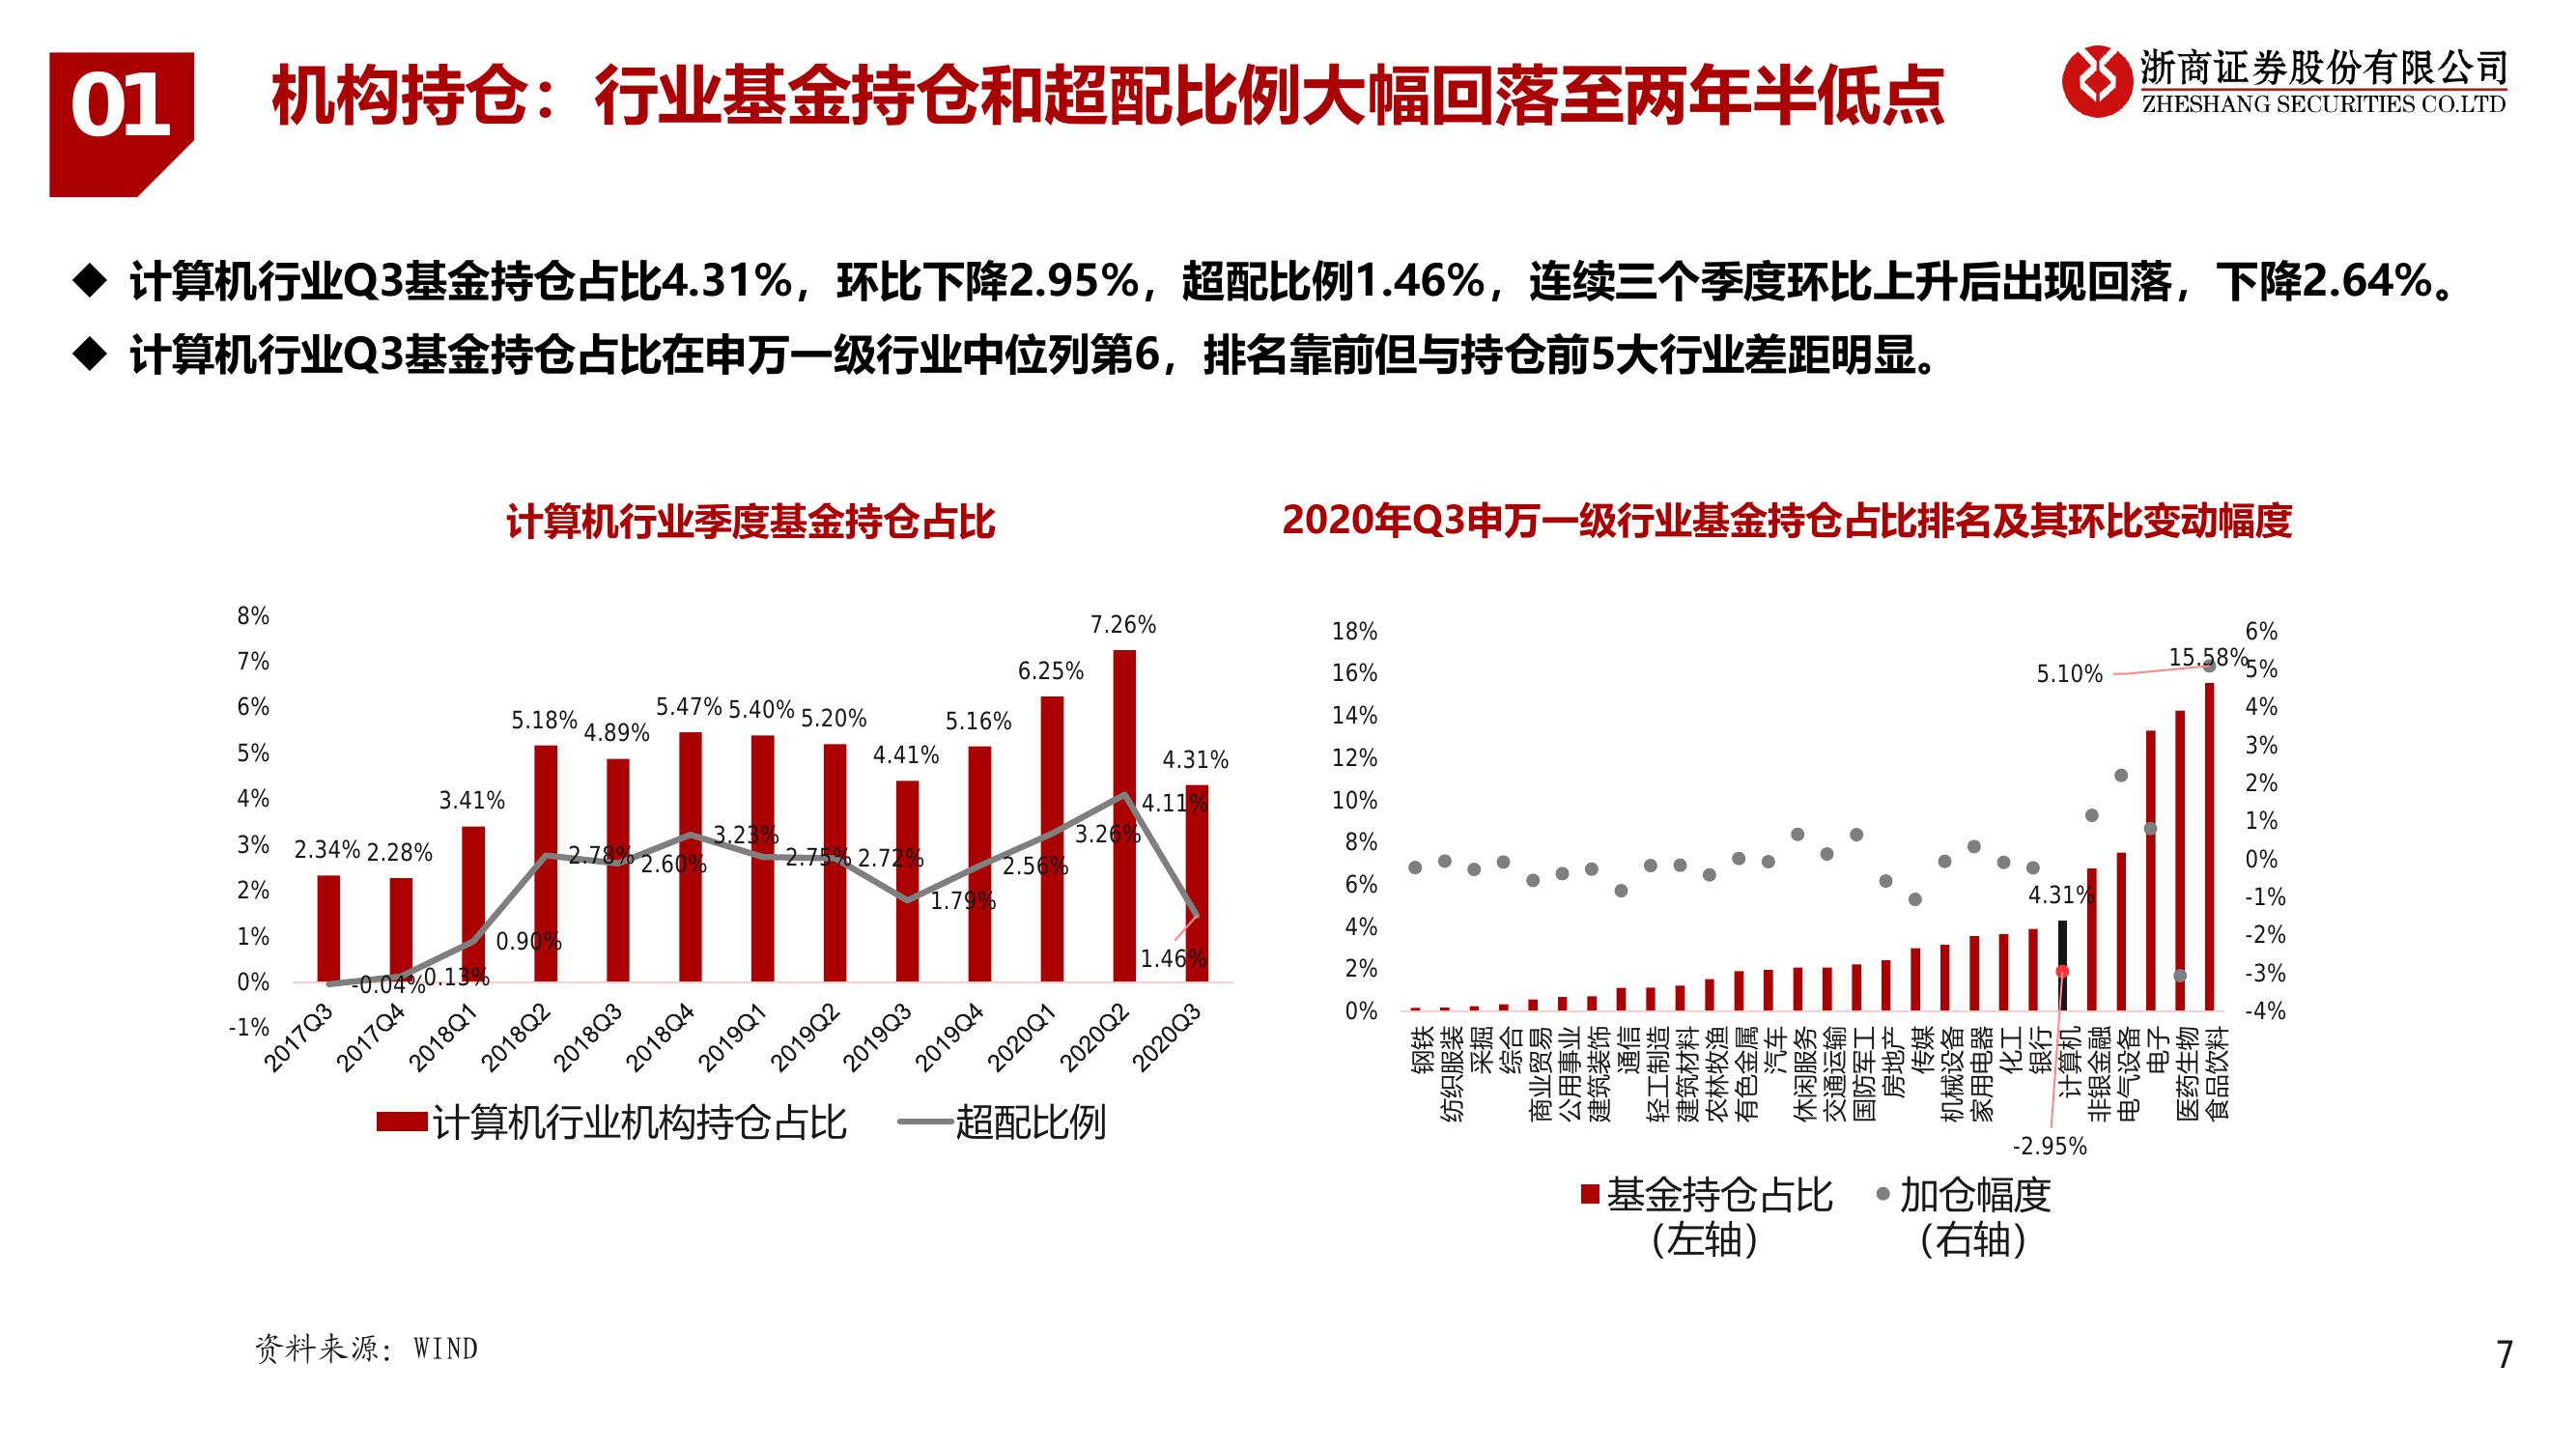 01
机构持仓：行业基金持仓和超配比例大幅回落至两年半低点
浙商证券股份有限公司
ZHESHANG SECURITIES CO.LTD
◆ 计算机行业Q3基金持仓占比4.31%，环比下降2.95%，超配比例1.46%，连续三个季度环比上升后出现回落，下降2.64%。
◆ 计算机行业Q3基金持仓占比在申万一级行业中位列第6，排名靠前但与持仓前5大行业差距明显。
计算机行业季度基金持仓占比
8%
7%
6%
5%
4%
3%
2%
1%
0%
-1%
2.34% 2.28% 3.41% 5.18% 4.89% 5.47% 5.40% 5.20% 4.41% 5.16% 6.25% 7.26% 4.31%
-0.04% 0.13% 0.90% 2.78% 2.60% 3.23% 2.75% 2.72% 1.79% 2.56% 3.26% 4.11% 1.46%
2017Q3 2017Q4 2018Q1 2018Q2 2018Q3 2018Q4 2019Q1 2019Q2 2019Q3 2019Q4 2020Q1 2020Q2 2020Q3
计算机行业机构持仓占比 超配比例
2020年Q3申万一级行业基金持仓占比排名及其环比变动幅度
18%
16%
14%
12%
10%
8%
6%
4%
2%
0%
6%
5%
4%
3%
2%
1%
0%
-1%
-2%
-3%
-4%
15.58%
5.10%
4.31%
-2.95%
钢铁
纺织服装
采掘
综合
商业贸易
公用事业
建筑装饰
通信
轻工制造
建筑材料
农林牧渔
有色金属
汽车
休闲服务
交通运输
国防军工
房地产
传媒
机械设备
家用电器
化工
银行
计算机
非银金融
电气设备
电子
医药生物
食品饮料
基金持仓占比 加仓幅度
（左轴） （右轴）
资料来源：WIND
7